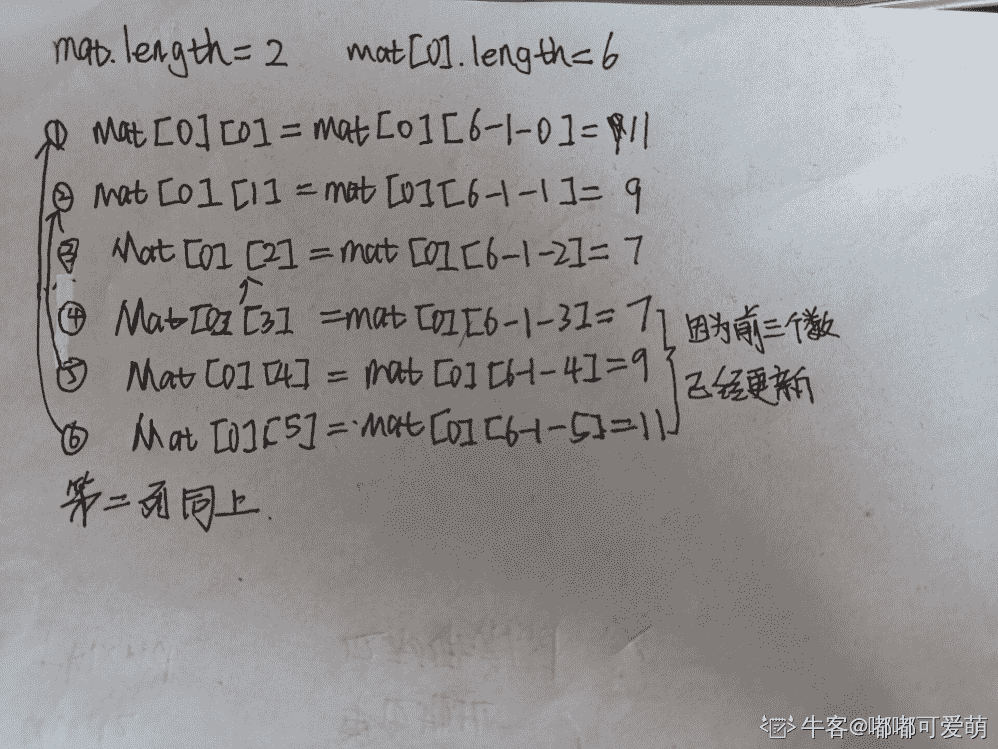 mat.length=2 mat[0].length=6
① mat[0][0]=mat[0][6-1-0]=11
② mat[0][1]=mat[0][6-1-1]=9
③ Mat[0][2]=mat[0][6-1-2]=7
④ Mat[0][3]=mat[0][6-1-3]=7 因为前三个数
⑤ Mat[0][4]=mat[0][6-1-4]=9 已经更新
⑥ Mat[0][5]=mat[0][6-1-5]=11
第二列同上.
牛客@嘟嘟可爱萌